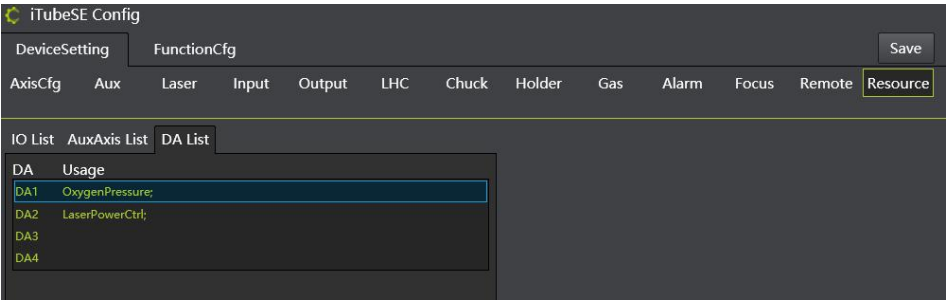 iTubeSE Config
DeviceSetting FunctionCfg Save
AxisCfg Aux Laser Input Output LHC Chuck Holder Gas Alarm Focus Remote Resource
IO List AuxAxis List DA List
DA Usage
DA1 OxygenPressure;
DA2 LaserPowerCtrl;
DA3
DA4